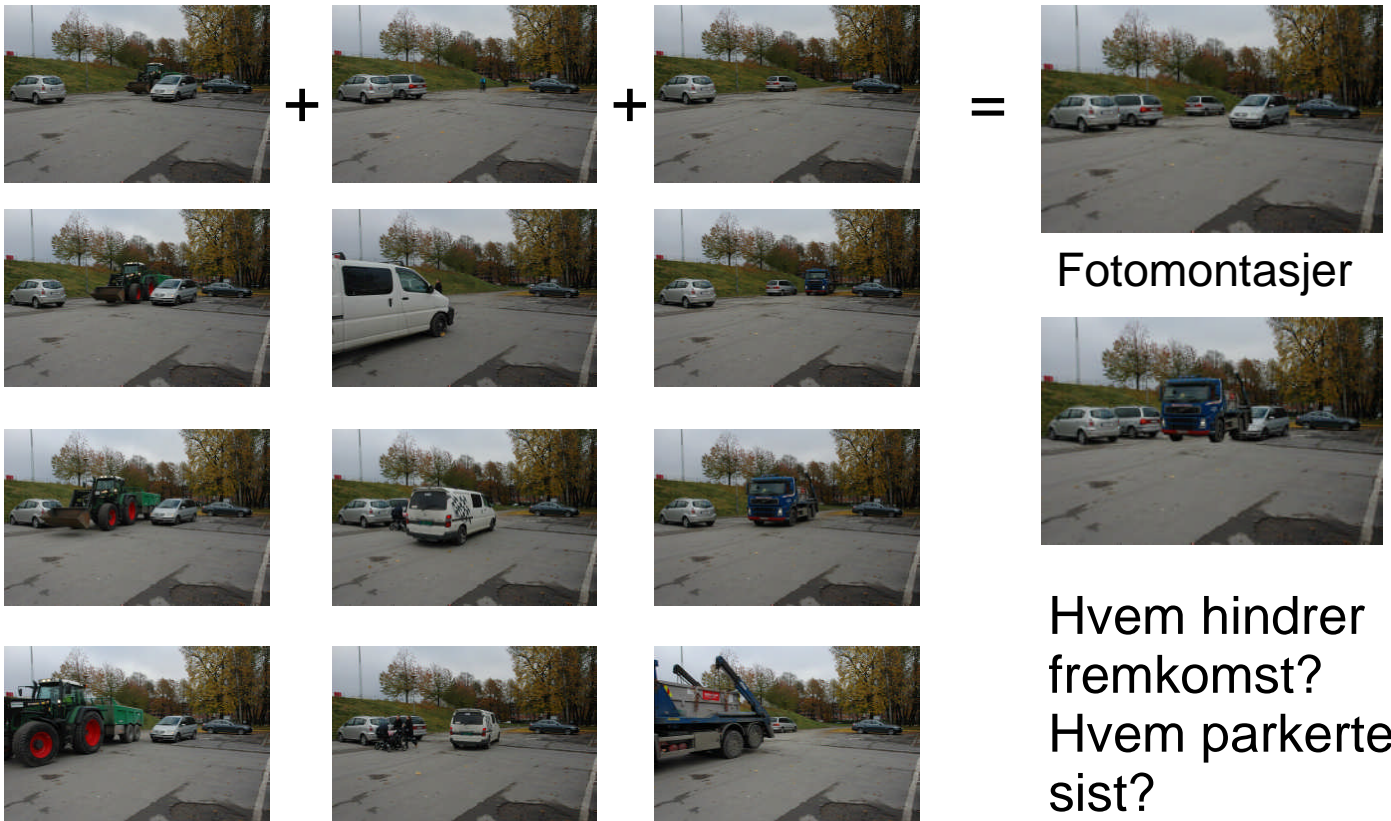 + + =
Fotomontasjer
Hvem hindrer
fremkomst?
Hvem parkerte
sist?